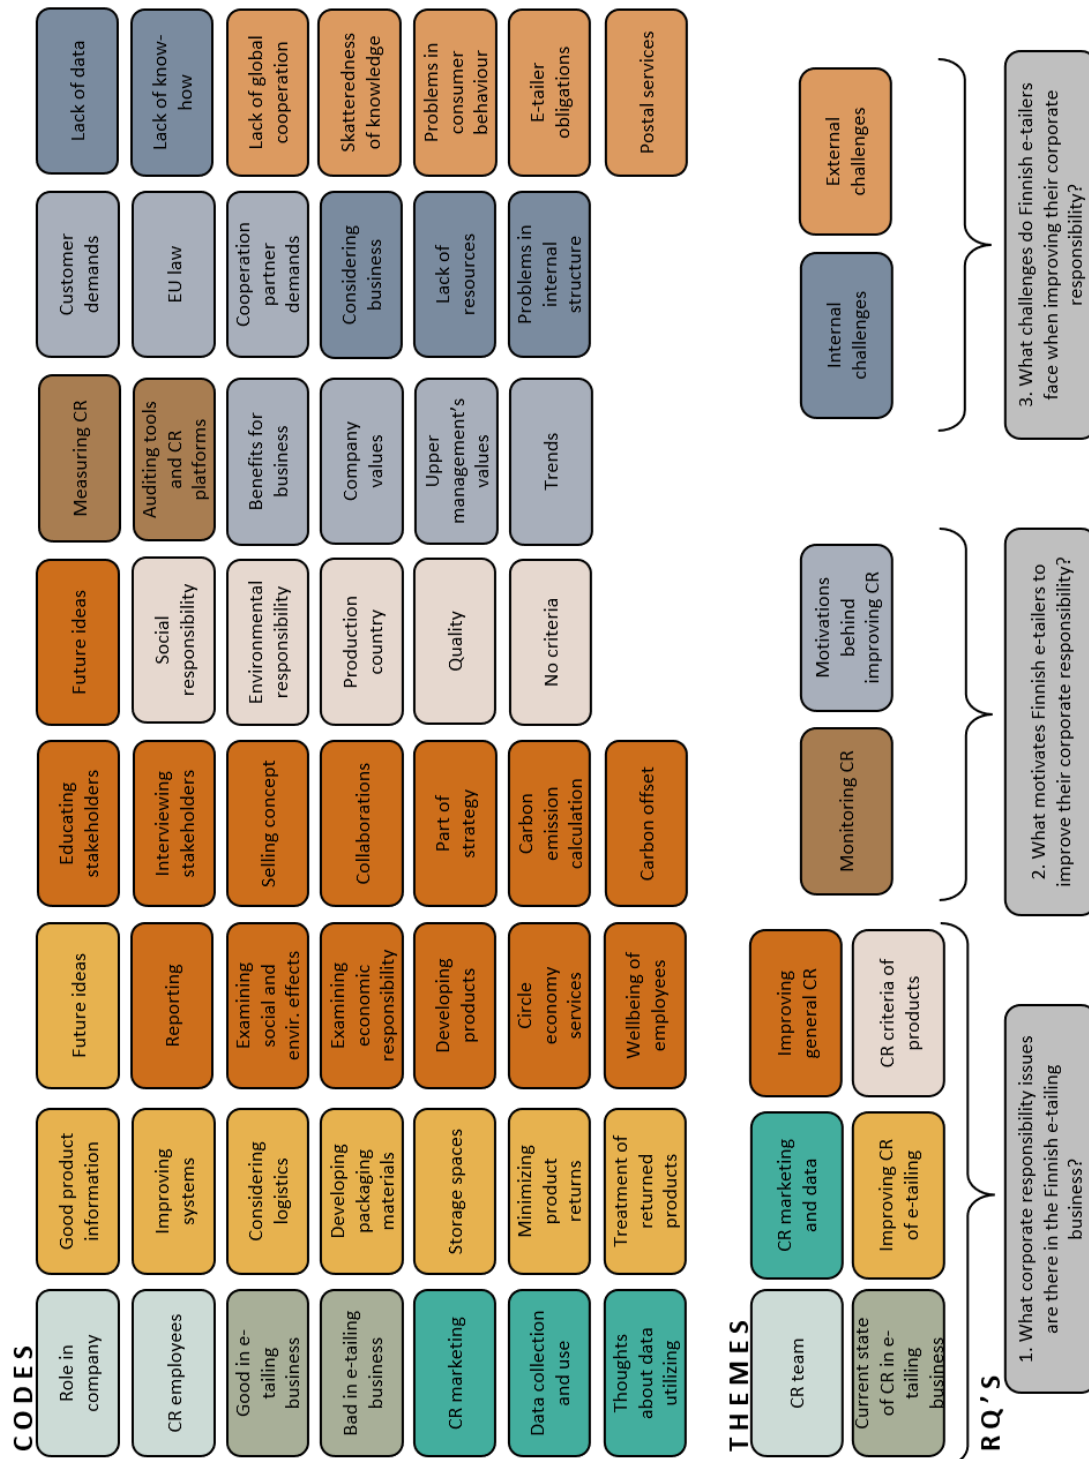 CODES
Role in
company
Good product
information
Future ideas
Educating
stakeholders
Future ideas
Measuring CR
Customer
demands
Lack of data
CR employees
Improving
systems
Reporting
Interviewing
stakeholders
Social
responsibility
Auditing tools
and CR
platforms
EU law
Lack of know-
how
Good in e-
tailing
business
Considering
logistics
Examining
social and
envir. effects
Selling concept
Environmental
responsibility
Benefits for
business
Cooperation
partner
demands
Lack of global
cooperation
Bad in e-tailing
business
Developing
packaging
materials
Examining
economic
responsibility
Collaborations
Production
country
Company
values
Considering
business
Skatteredness
of knowledge
CR marketing
Storage spaces
Developing
products
Part of
strategy
Quality
Upper
management's
values
Lack of
resources
Problems in
consumer
behaviour
Data collection
and use
Minimizing
product
returns
Circle
economy
services
Carbon
emission
calculation
No criteria
Trends
Problems in
internal
structure
E-tailer
obligations
Thoughts
about data
utilizing
Treatment of
returned
products
Wellbeing of
employees
Carbon offset
Postal services
THEMES
CR team
CR marketing
and data
Improving
general CR
Monitoring CR
Motivations
behind
improving CR
Internal
challenges
External
challenges
Current state
of CR in e-
tailing
business
Improving CR
of e-tailing
CR criteria of
products
RQ'S
1. What corporate responsibility issues
are there in the Finnish e-tailing
business?
2. What motivates Finnish e-tailers to
improve their corporate responsibility?
3. What challenges do Finnish e-tailers
face when improving their corporate
responsibility?